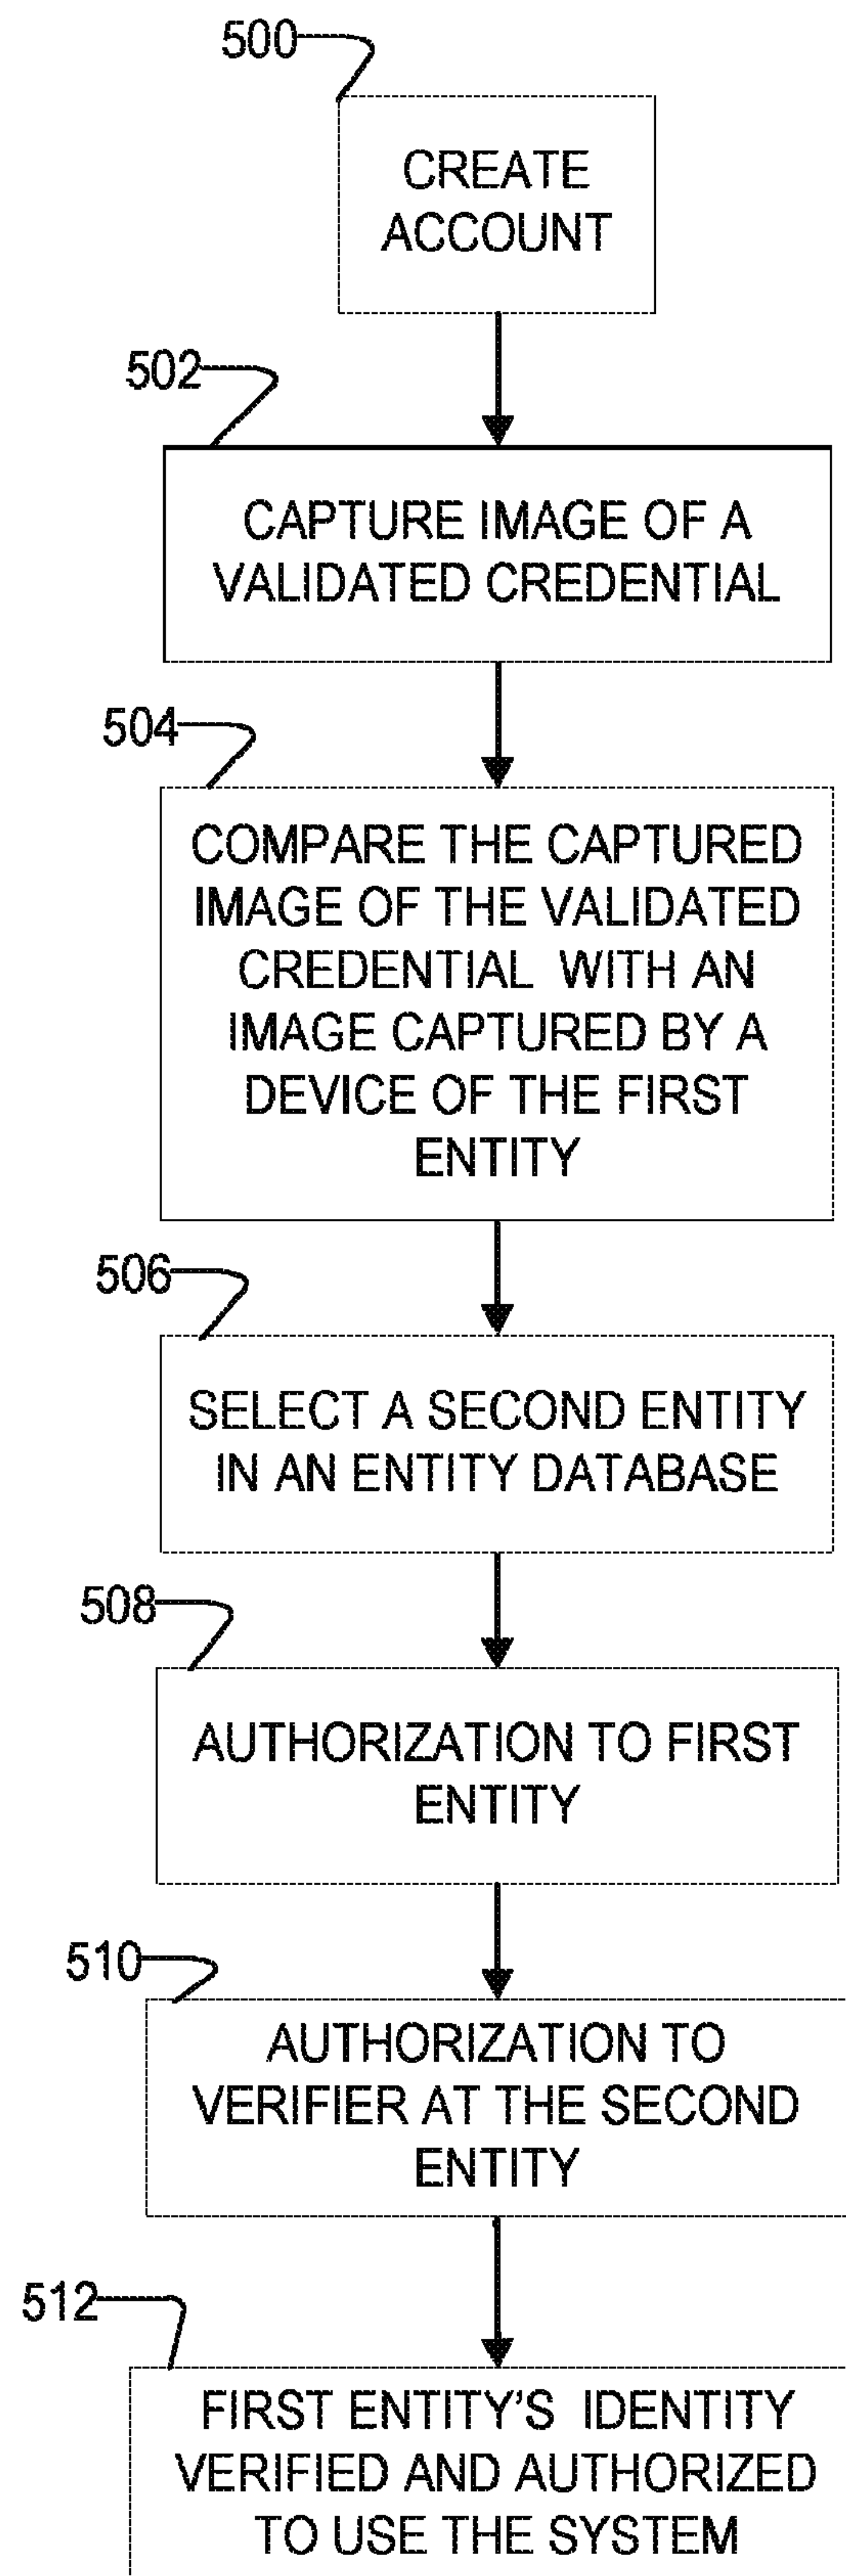 500
CREATE
ACCOUNT
502
CAPTURE IMAGE OF A
VALIDATED CREDENTIAL
504
COMPARE THE CAPTURED
IMAGE OF THE VALIDATED
CREDENTIAL WITH AN
IMAGE CAPTURED BY A
DEVICE OF THE FIRST
ENTITY
506
SELECT A SECOND ENTITY
IN AN ENTITY DATABASE
508
AUTHORIZATION TO FIRST
ENTITY
510
AUTHORIZATION TO
VERIFIER AT THE SECOND
ENTITY
512
FIRST ENTITY'S IDENTITY
VERIFIED AND AUTHORIZED
TO USE THE SYSTEM